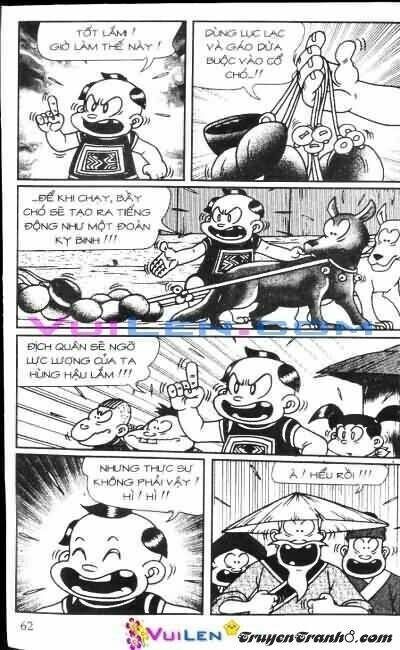 TỐT LẮM!
GIỜ LÀM THẾ NÀY!
DÙNG LỤC LẠC
VÀ GÁO DỪA
BUỘC VÀO CỔ
CHÓ...!
...ĐỂ KHI CHẠY, BẦY
CHÓ SẼ TẠO RA TIẾNG
ĐỘNG NHƯ MỘT ĐOÀN
KỴ BINH!
VUILEN.COM
ĐỊCH QUÂN SẼ NGỠ
LỰC LƯỢNG CỦA TA
HÙNG HẬU LẮM!!!
NHƯNG THỰC SỰ
KHÔNG PHẢI VẬY!
HÌ! HÌ!!
À! HIỂU RỒI!!!
62
VUILEN
TruyenTranh8.com